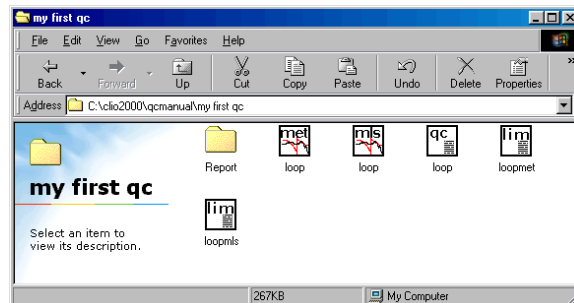 my first qc
File Edit View Go Favorites Help
Back Forward Up Cut Copy Paste Undo Delete Properties »
Address C:\clio2000\qcmanual\my first qc
my first qc
Select an item to
view its description.
met mls qc lim
Report loop loop loop loopmet
lim
loopmls
267KB My Computer